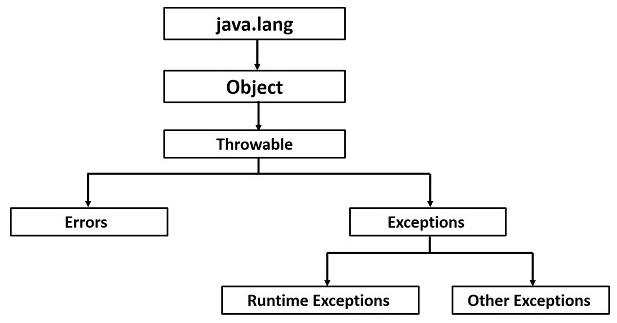 java.lang
Object
Throwable
Errors
Exceptions
Runtime Exceptions
Other Exceptions